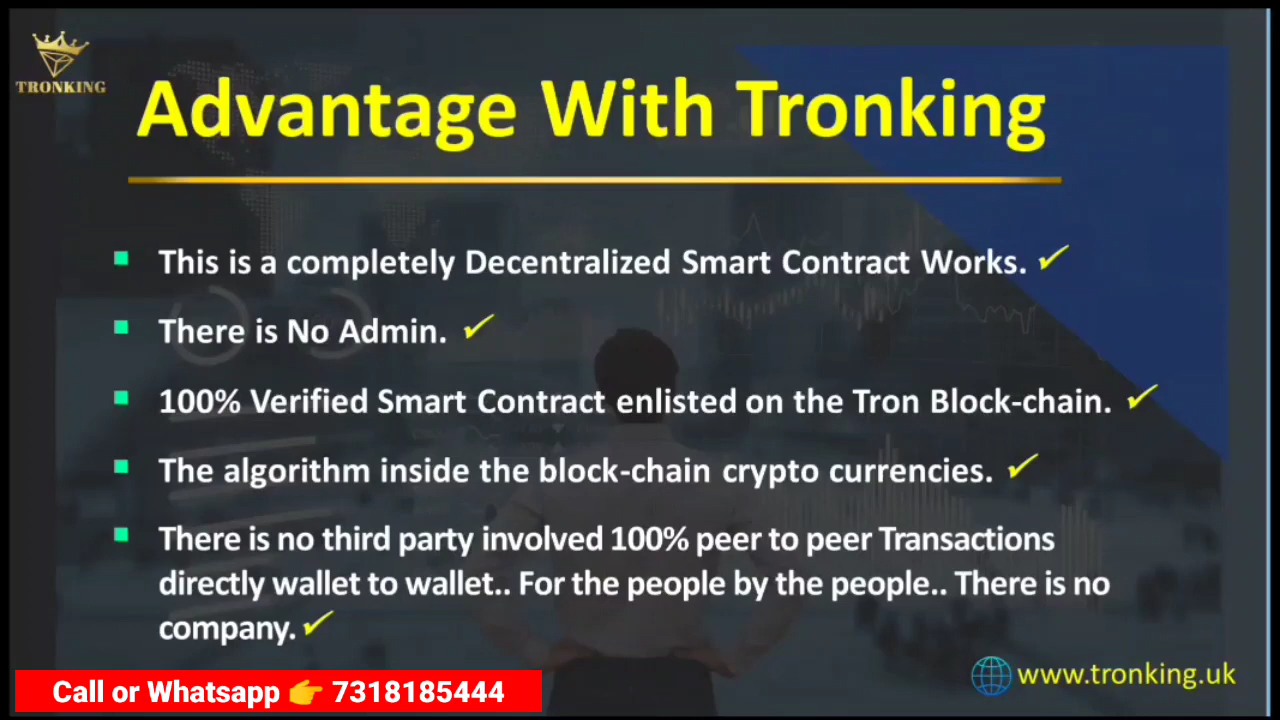 TRONKING
Advantage With Tronking
This is a completely Decentralized Smart Contract Works. ✓
There is No Admin. ✓
100% Verified Smart Contract enlisted on the Tron Block-chain. ✓
The algorithm inside the block-chain crypto currencies. ✓
There is no third party involved 100% peer to peer Transactions
directly wallet to wallet.. For the people by the people.. There is no
company. ✓
Call or Whatsapp 👉 7318185444
www.tronking.uk